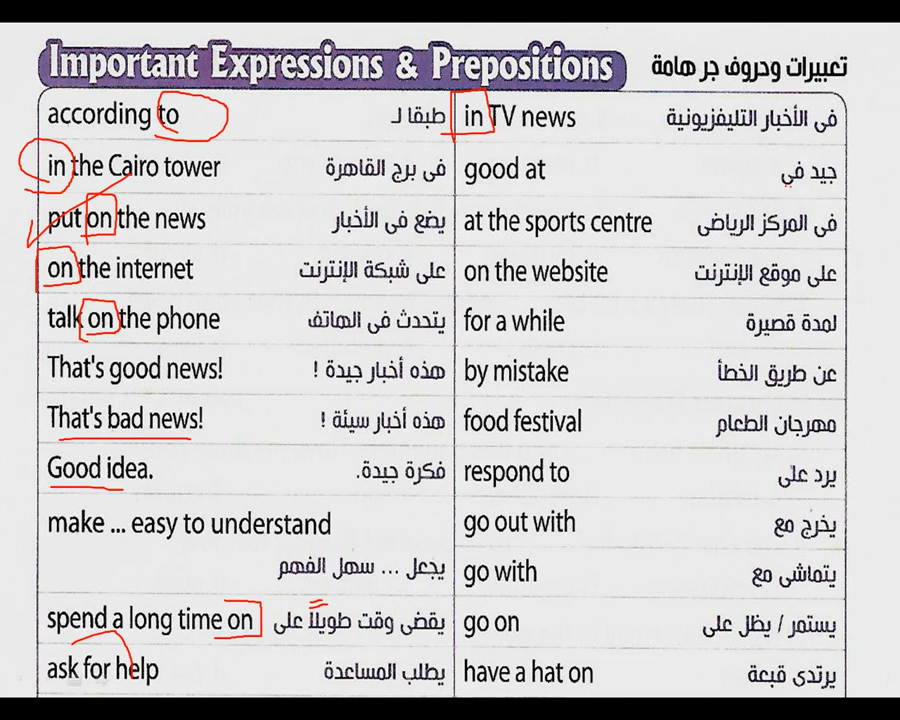 Important Expressions & Prepositions تعبيرات وحروف جر هامة
according to طبقا لـ
in the Cairo tower فى برج القاهرة
put on the news يضع فى الأخبار
on the internet على شبكة الإنترنت
talk on the phone يتحدث فى الهاتف
That's good news! هذه أخبار جيدة !
That's bad news! هذه أخبار سيئة !
Good idea. فكرة جيدة.
make ... easy to understand
يجعل ... سهل الفهم
spend a long time on يقضى وقت طويلاً على
ask for help يطلب المساعدة
in TV news فى الأخبار التليفزيونية
good at جيد في
at the sports centre فى المركز الرياضى
on the website على موقع الإنترنت
for a while لمدة قصيرة
by mistake عن طريق الخطأ
food festival مهرجان الطعام
respond to يرد على
go out with يخرج مع
go with يتماشى مع
go on يستمر / يظل على
have a hat on يرتدى قبعة